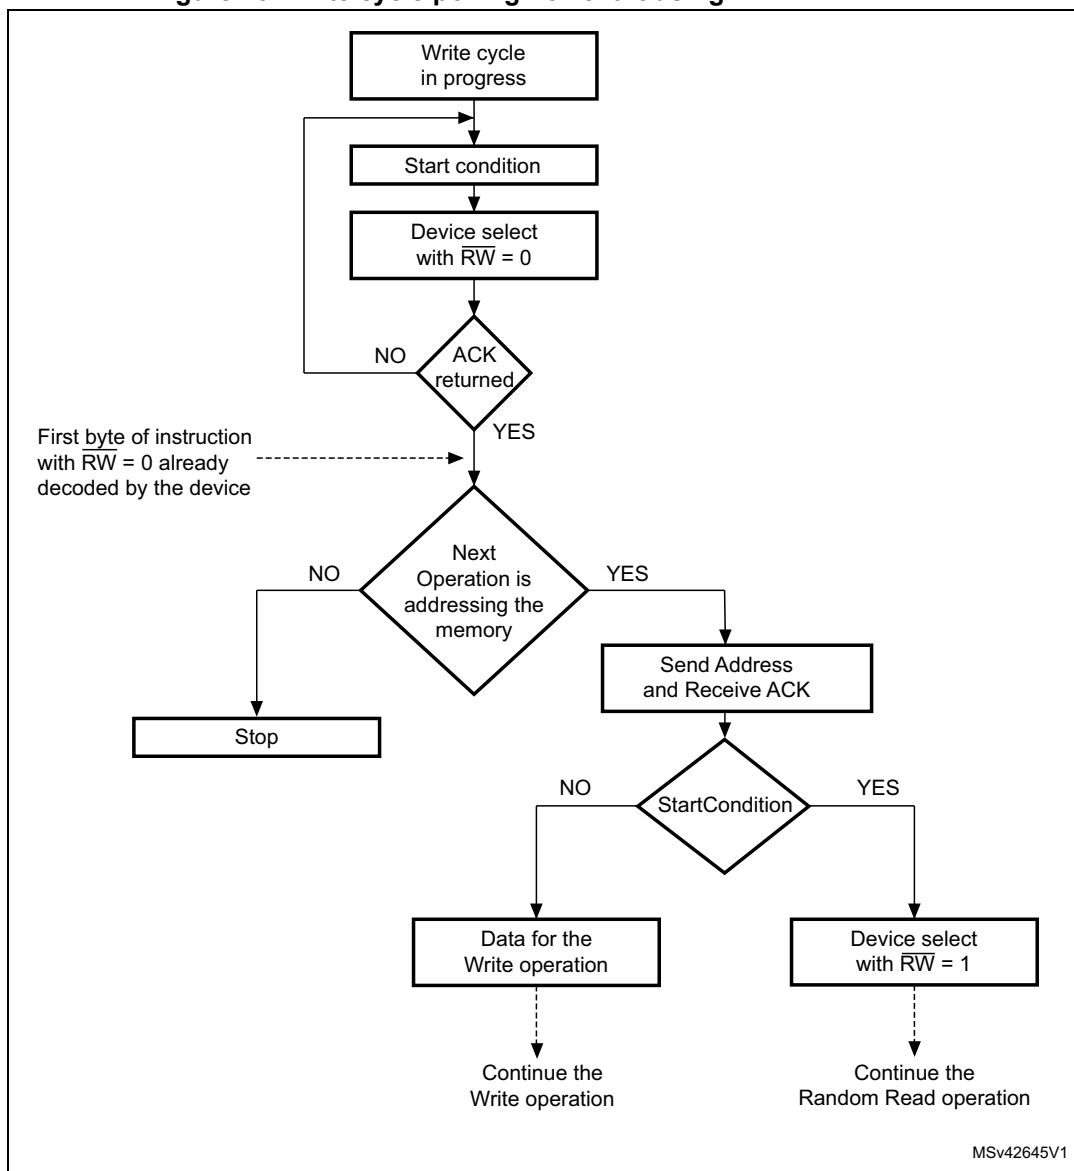 Write cycle
in progress
Start condition
Device select
with R̅W̅ = 0
NO
ACK
returned
YES
First byte of instruction
with R̅W̅ = 0 already
decoded by the device
NO
Next
Operation is
addressing the
memory
YES
Send Address
and Receive ACK
Stop
NO
StartCondition
YES
Data for the
Write operation
Device select
with R̅W̅ = 1
Continue the
Write operation
Continue the
Random Read operation
MSv42645V1